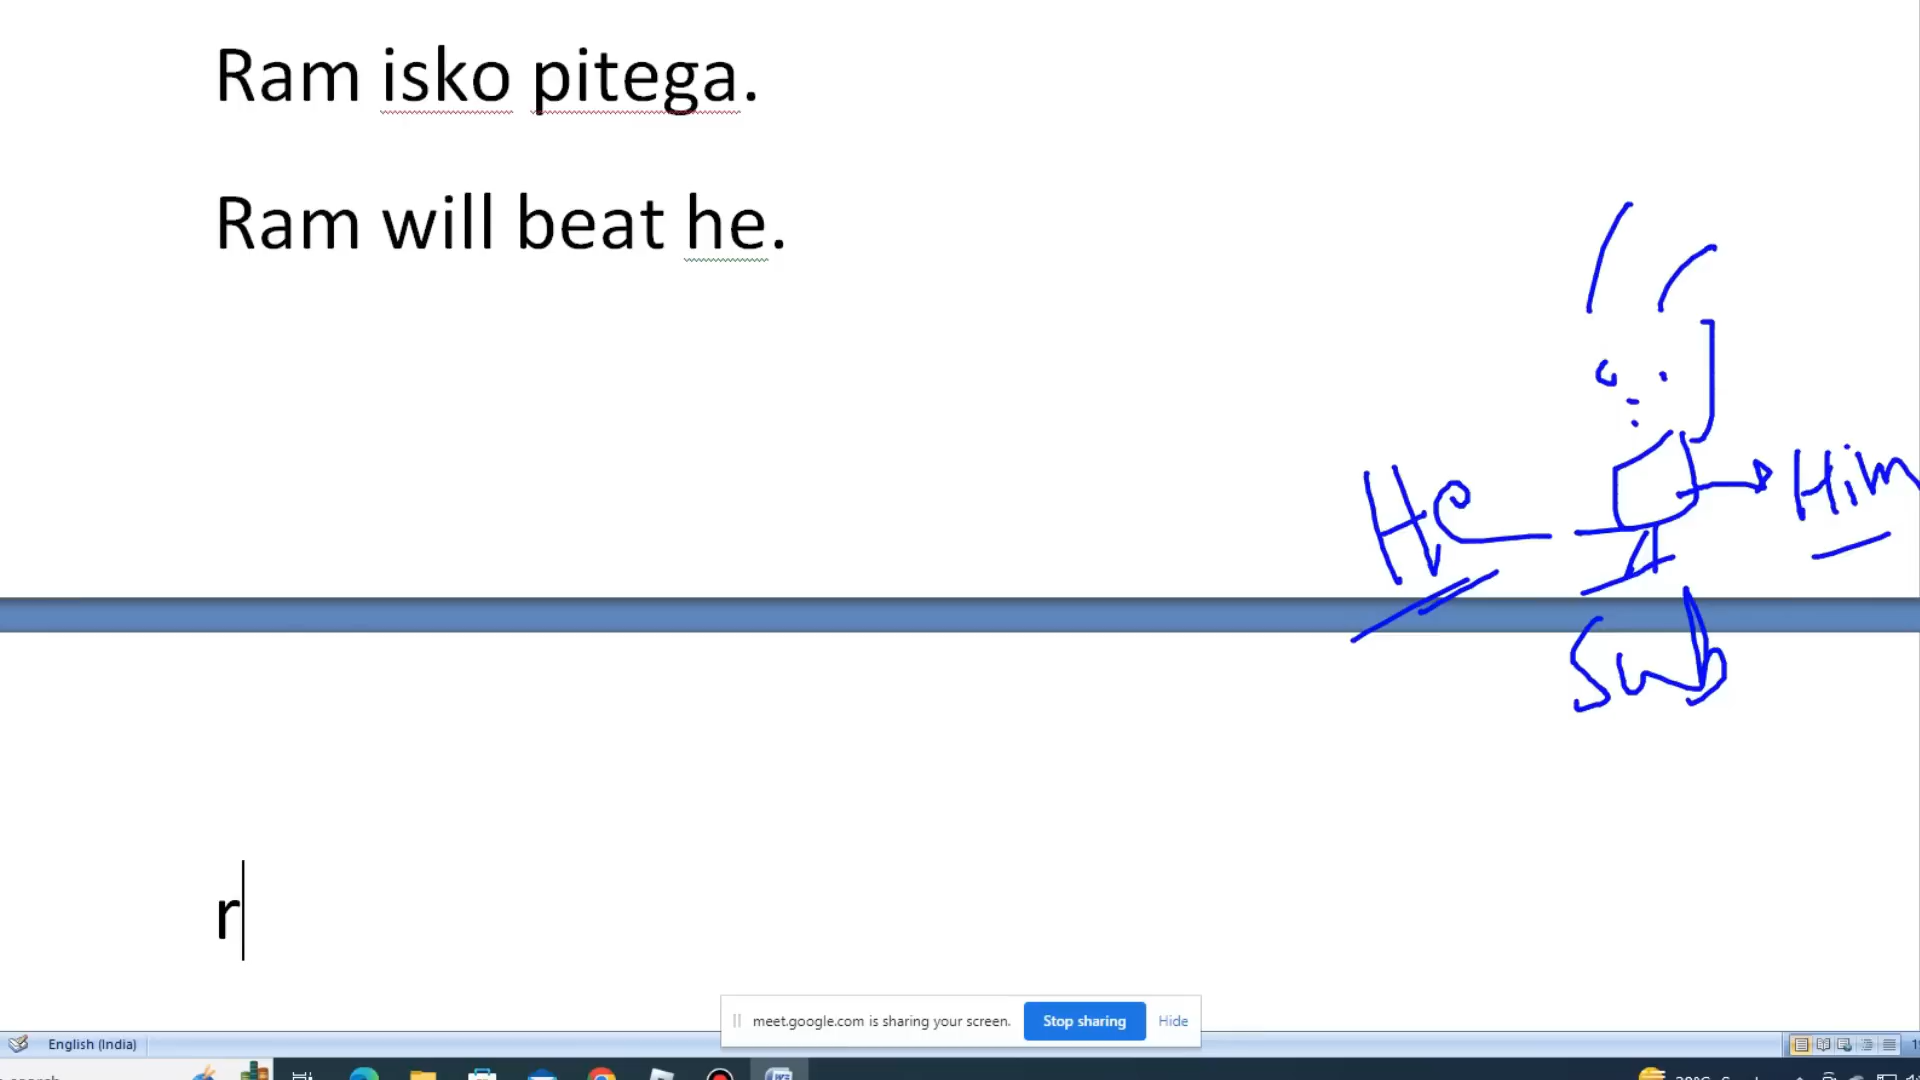 Ram isko pitega.
Ram will beat he.
He
Him
Sub
r
meet.google.com is sharing your screen. Stop sharing Hide
English (India)